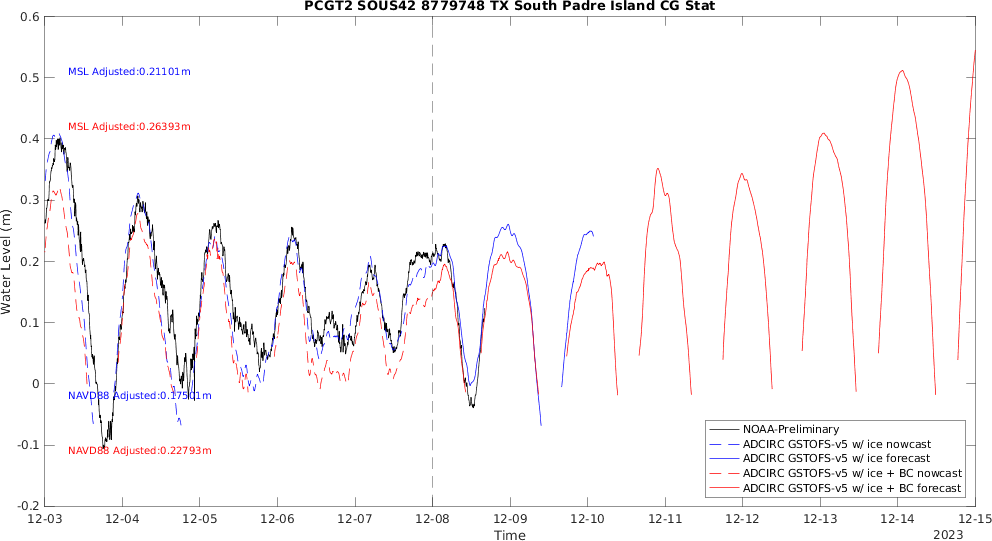 PCGT2 SOUS42 8779748 TX South Padre Island CG Stat
0.6
0.5
0.4
0.3
0.2
0.1
0
-0.1
-0.2
Water Level (m)
MSL Adjusted:0.21101m
MSL Adjusted:0.26393m
NAVD88 Adjusted:0.17501m
NAVD88 Adjusted:0.22793m
NOAA-Preliminary
ADCIRC GSTOFS-v5 w/ ice nowcast
ADCIRC GSTOFS-v5 w/ ice forecast
ADCIRC GSTOFS-v5 w/ ice + BC nowcast
ADCIRC GSTOFS-v5 w/ ice + BC forecast
12-03 12-04 12-05 12-06 12-07 12-08 12-09 12-10 12-11 12-12 12-13 12-14 12-15
Time
2023